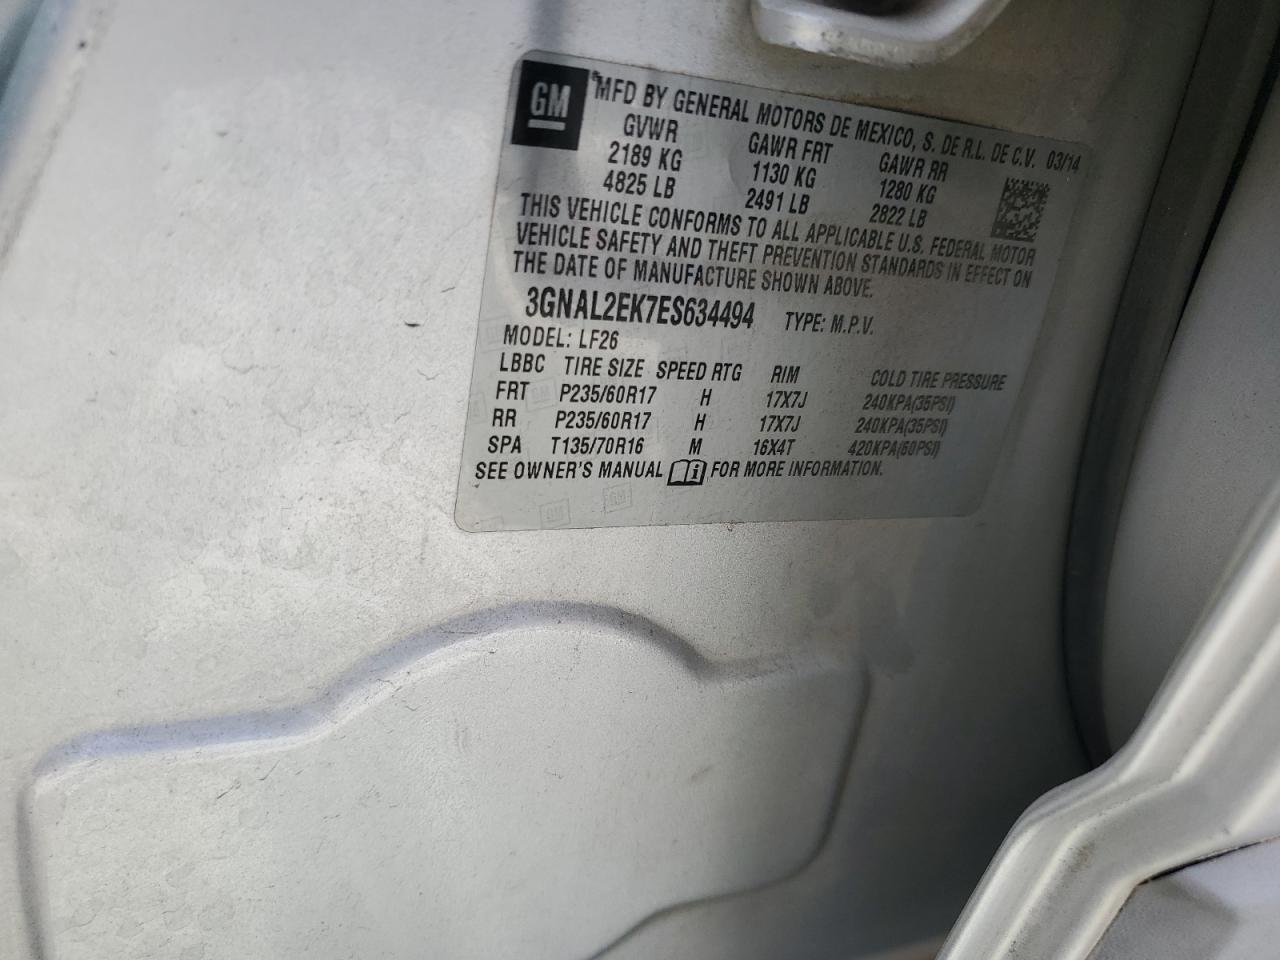 GM
MFD BY GENERAL MOTORS DE MEXICO, S. DE R.L. DE C.V. 03/14
GVWR GAWR FRT GAWR RR
2189 KG 1130 KG 1280 KG
4825 LB 2491 LB 2822 LB
THIS VEHICLE CONFORMS TO ALL APPLICABLE U.S. FEDERAL MOTOR
VEHICLE SAFETY AND THEFT PREVENTION STANDARDS IN EFFECT ON
THE DATE OF MANUFACTURE SHOWN ABOVE.
3GNAL2EK7ES634494 TYPE: M.P.V.
MODEL: LF26
LBBC TIRE SIZE SPEED RTG RIM COLD TIRE PRESSURE
FRT P235/60R17 H 17X7J 240KPA(35PSI)
RR P235/60R17 H 17X7J 240KPA(35PSI)
SPA T135/70R16 M 16X4T 420KPA(60PSI)
SEE OWNER'S MANUAL i FOR MORE INFORMATION.